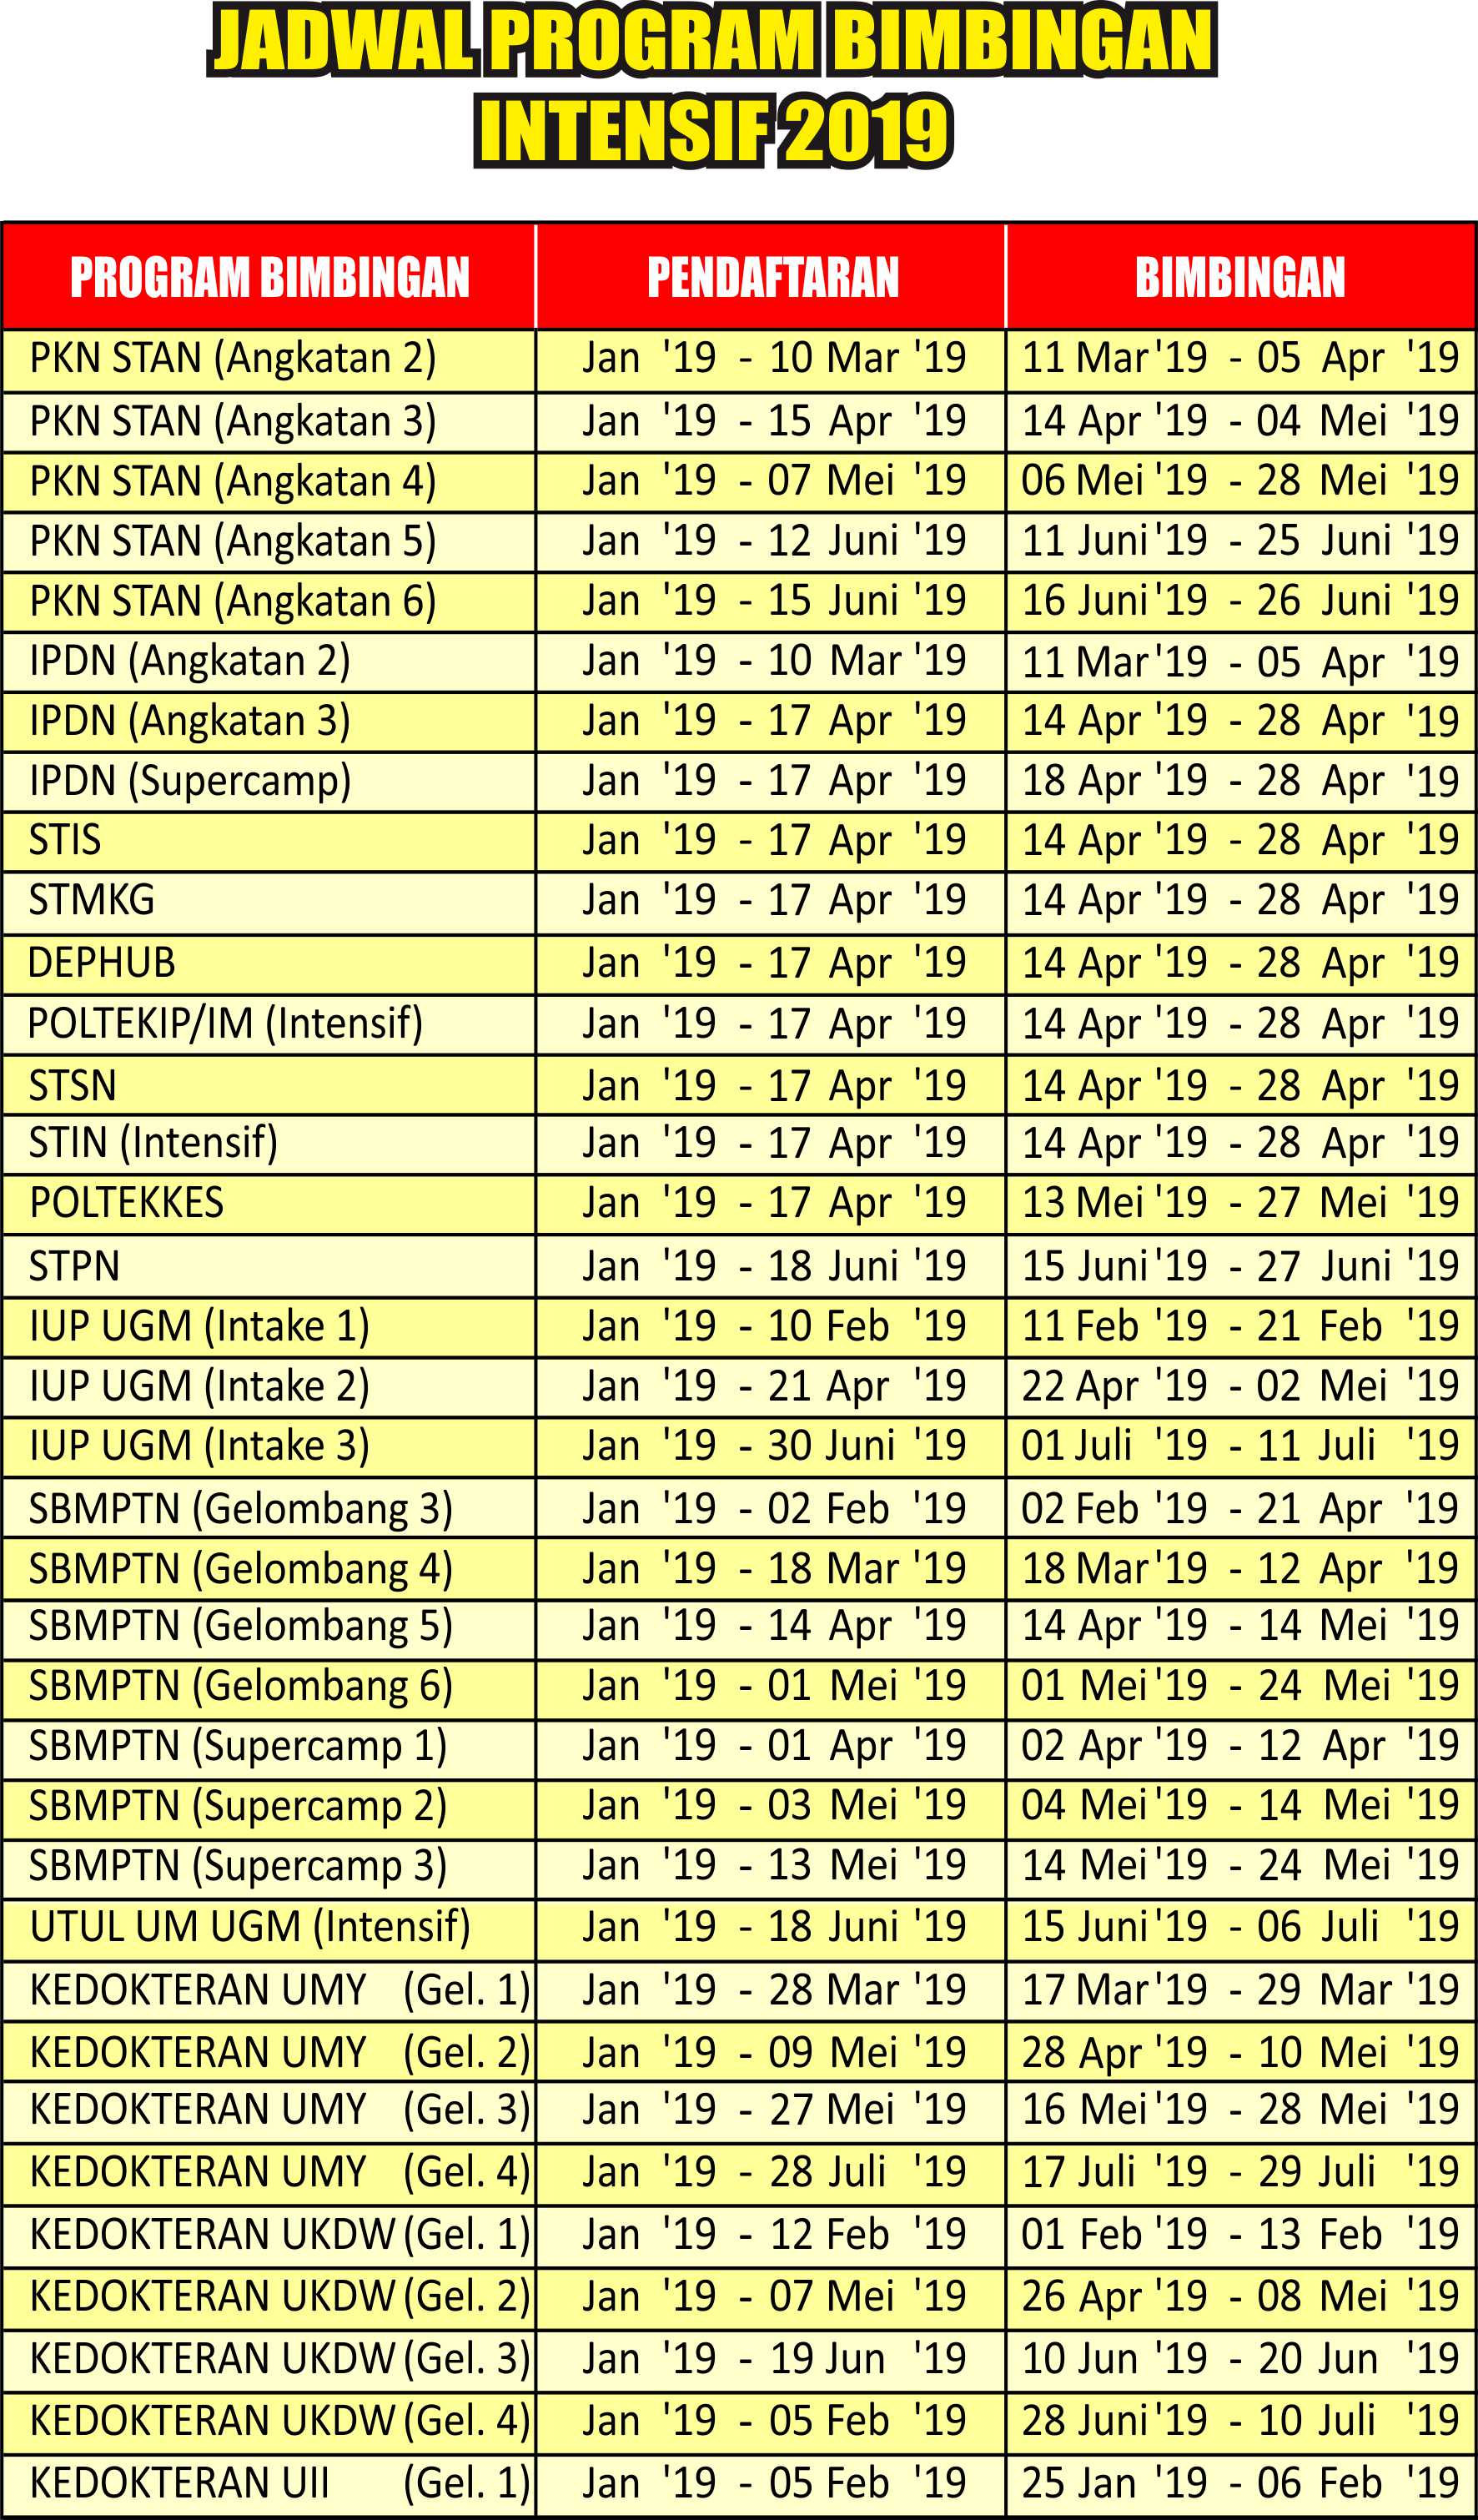 JADWAL PROGRAM BIMBINGAN
INTENSIF 2019
PROGRAM BIMBINGAN PENDAFTARAN BIMBINGAN
PKN STAN (Angkatan 2) Jan '19 - 10 Mar '19 11 Mar '19 - 05 Apr '19
PKN STAN (Angkatan 3) Jan '19 - 15 Apr '19 14 Apr '19 - 04 Mei '19
PKN STAN (Angkatan 4) Jan '19 - 07 Mei '19 06 Mei '19 - 28 Mei '19
PKN STAN (Angkatan 5) Jan '19 - 12 Juni '19 11 Juni '19 - 25 Juni '19
PKN STAN (Angkatan 6) Jan '19 - 15 Juni '19 16 Juni '19 - 26 Juni '19
IPDN (Angkatan 2) Jan '19 - 10 Mar '19 11 Mar '19 - 05 Apr '19
IPDN (Angkatan 3) Jan '19 - 17 Apr '19 14 Apr '19 - 28 Apr '19
IPDN (Supercamp) Jan '19 - 17 Apr '19 18 Apr '19 - 28 Apr '19
STIS Jan '19 - 17 Apr '19 14 Apr '19 - 28 Apr '19
STMKG Jan '19 - 17 Apr '19 14 Apr '19 - 28 Apr '19
DEPHUB Jan '19 - 17 Apr '19 14 Apr '19 - 28 Apr '19
POLTEKIP/IM (Intensif) Jan '19 - 17 Apr '19 14 Apr '19 - 28 Apr '19
STSN Jan '19 - 17 Apr '19 14 Apr '19 - 28 Apr '19
STIN (Intensif) Jan '19 - 17 Apr '19 14 Apr '19 - 28 Apr '19
POLTEKKES Jan '19 - 17 Apr '19 13 Mei '19 - 27 Mei '19
STPN Jan '19 - 18 Juni '19 15 Juni '19 - 27 Juni '19
IUP UGM (Intake 1) Jan '19 - 10 Feb '19 11 Feb '19 - 21 Feb '19
IUP UGM (Intake 2) Jan '19 - 21 Apr '19 22 Apr '19 - 02 Mei '19
IUP UGM (Intake 3) Jan '19 - 30 Juni '19 01 Juli '19 - 11 Juli '19
SBMPTN (Gelombang 3) Jan '19 - 02 Feb '19 02 Feb '19 - 21 Apr '19
SBMPTN (Gelombang 4) Jan '19 - 18 Mar '19 18 Mar '19 - 12 Apr '19
SBMPTN (Gelombang 5) Jan '19 - 14 Apr '19 14 Apr '19 - 14 Mei '19
SBMPTN (Gelombang 6) Jan '19 - 01 Mei '19 01 Mei '19 - 24 Mei '19
SBMPTN (Supercamp 1) Jan '19 - 01 Apr '19 02 Apr '19 - 12 Apr '19
SBMPTN (Supercamp 2) Jan '19 - 03 Mei '19 04 Mei '19 - 14 Mei '19
SBMPTN (Supercamp 3) Jan '19 - 13 Mei '19 14 Mei '19 - 24 Mei '19
UTUL UM UGM (Intensif) Jan '19 - 18 Juni '19 15 Juni '19 - 06 Juli '19
KEDOKTERAN UMY (Gel. 1) Jan '19 - 28 Mar '19 17 Mar '19 - 29 Mar '19
KEDOKTERAN UMY (Gel. 2) Jan '19 - 09 Mei '19 28 Apr '19 - 10 Mei '19
KEDOKTERAN UMY (Gel. 3) Jan '19 - 27 Mei '19 16 Mei '19 - 28 Mei '19
KEDOKTERAN UMY (Gel. 4) Jan '19 - 28 Juli '19 17 Juli '19 - 29 Juli '19
KEDOKTERAN UKDW (Gel. 1) Jan '19 - 12 Feb '19 01 Feb '19 - 13 Feb '19
KEDOKTERAN UKDW (Gel. 2) Jan '19 - 07 Mei '19 26 Apr '19 - 08 Mei '19
KEDOKTERAN UKDW (Gel. 3) Jan '19 - 19 Jun '19 10 Jun '19 - 20 Jun '19
KEDOKTERAN UKDW (Gel. 4) Jan '19 - 05 Feb '19 28 Juni '19 - 10 Juli '19
KEDOKTERAN UII (Gel. 1) Jan '19 - 05 Feb '19 25 Jan '19 - 06 Feb '19